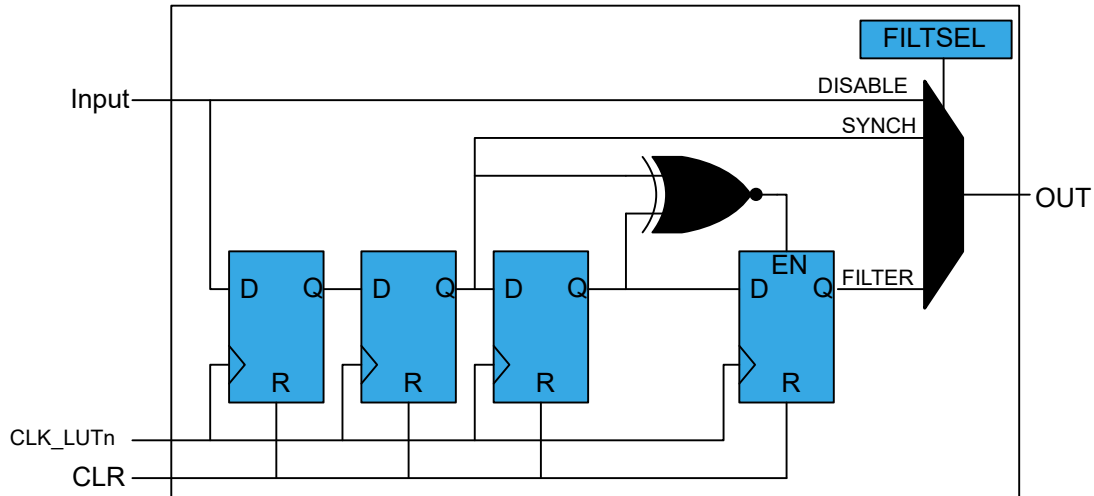 FILTSEL
DISABLE
Input
SYNCH
OUT
EN
D Q D Q D Q D Q FILTER
R R R R
CLK_LUTn
CLR